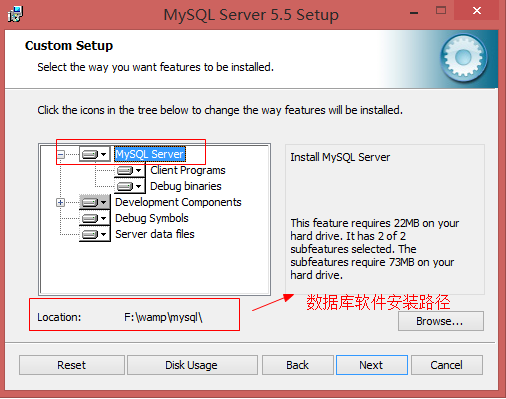 MySQL Server 5.5 Setup
Custom Setup
Select the way you want features to be installed.
Click the icons in the tree below to change the way features will be installed.
MySQL Server
Client Programs
Debug binaries
Development Components
Debug Symbols
Server data files
Install MySQL Server
This feature requires 22MB on your
hard drive. It has 2 of 2
subfeatures selected. The
subfeatures require 73MB on your
hard drive.
数据库软件安装路径
Location: F:\wamp\mysql\
Browse...
Reset Disk Usage Back Next Cancel